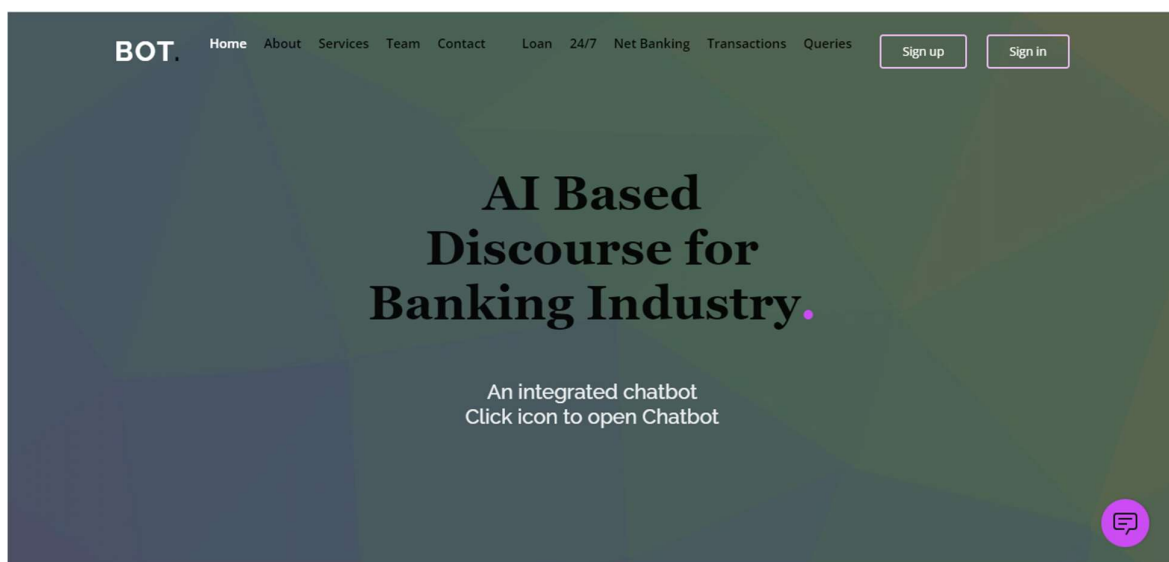 BOT.
Home About Services Team Contact Loan 24/7 Net Banking Transactions Queries Sign up Sign in
AI Based
Discourse for
Banking Industry.
An integrated chatbot
Click icon to open Chatbot